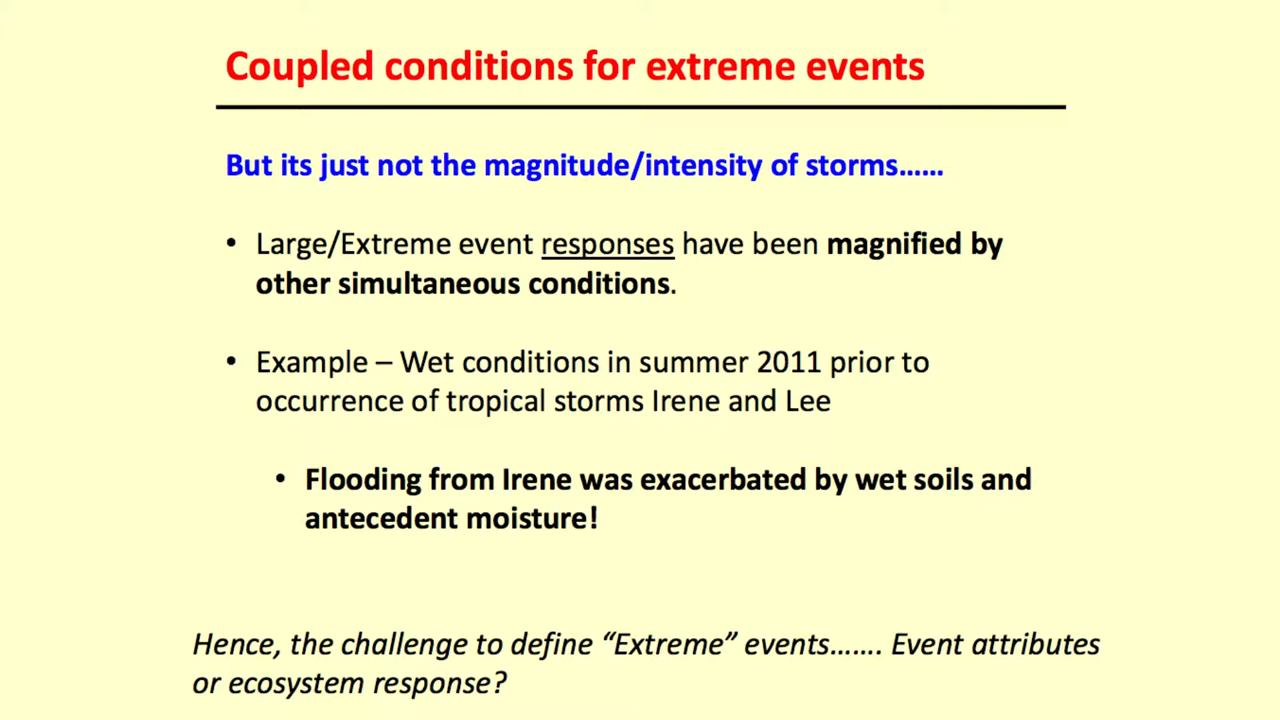 Coupled conditions for extreme events
But its just not the magnitude/intensity of storms……
• Large/Extreme event responses have been magnified by
other simultaneous conditions.
• Example – Wet conditions in summer 2011 prior to
occurrence of tropical storms Irene and Lee
• Flooding from Irene was exacerbated by wet soils and
antecedent moisture!
Hence, the challenge to define “Extreme” events……. Event attributes
or ecosystem response?